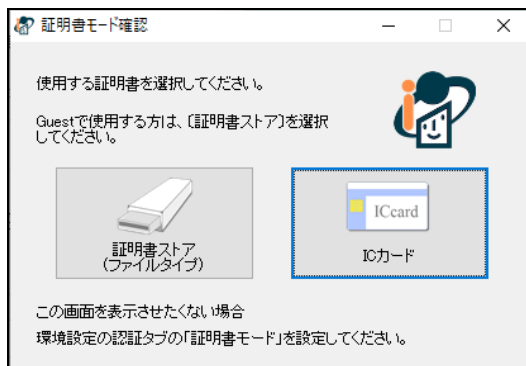 証明書モード確認
使用する証明書を選択してください。
Guestで使用する方は、〔証明書ストア〕を選択
してください。
証明書ストア
(ファイルタイプ)
ICcard
ICカード
この画面を表示させたくない場合
環境設定の認証タブの「証明書モード」を設定してください。